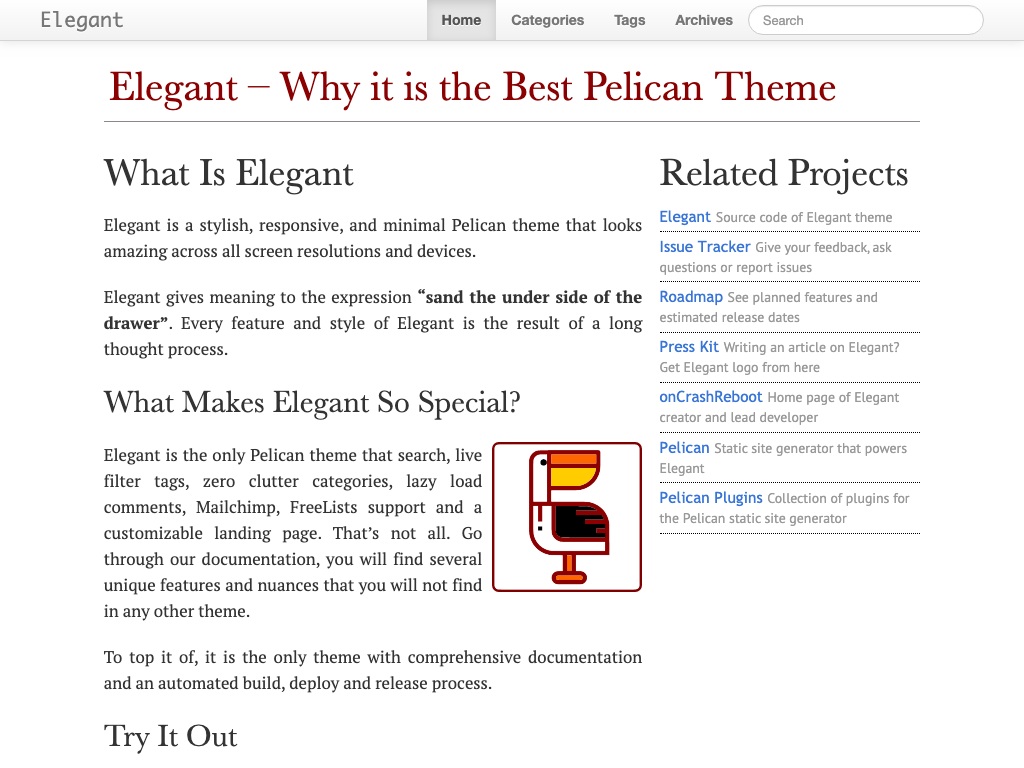 Elegant
Home
Categories
Tags
Archives
Search
Elegant — Why it is the Best Pelican Theme
What Is Elegant
Elegant is a stylish, responsive, and minimal Pelican theme that looks
amazing across all screen resolutions and devices.
Elegant gives meaning to the expression “sand the under side of the
drawer”. Every feature and style of Elegant is the result of a long
thought process.
What Makes Elegant So Special?
Elegant is the only Pelican theme that search, live
filter tags, zero clutter categories, lazy load
comments, Mailchimp, FreeLists support and a
customizable landing page. That’s not all. Go
through our documentation, you will find several
unique features and nuances that you will not find
in any other theme.
To top it of, it is the only theme with comprehensive documentation
and an automated build, deploy and release process.
Try It Out
Related Projects
Elegant Source code of Elegant theme
Issue Tracker Give your feedback, ask
questions or report issues
Roadmap See planned features and
estimated release dates
Press Kit Writing an article on Elegant?
Get Elegant logo from here
onCrashReboot Home page of Elegant
creator and lead developer
Pelican Static site generator that powers
Elegant
Pelican Plugins Collection of plugins for
the Pelican static site generator